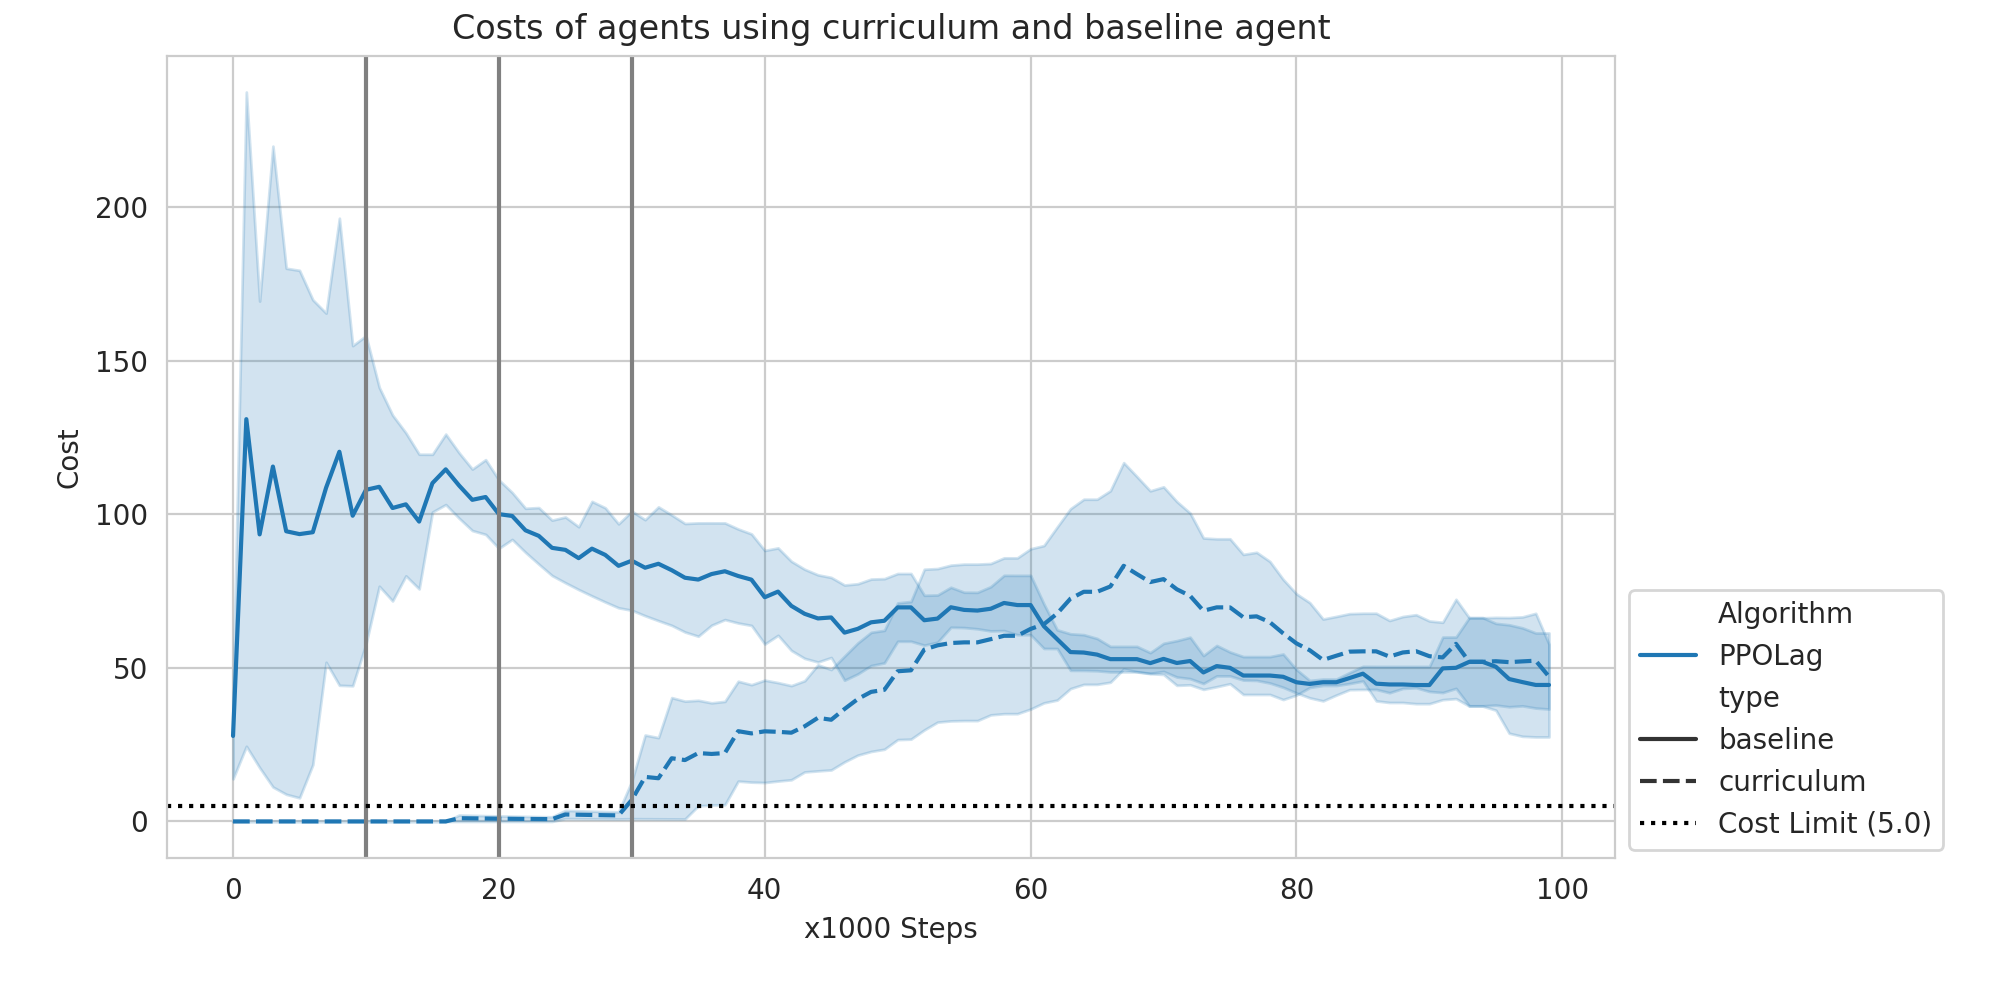 Costs of agents using curriculum and baseline agent
200
150
100
50
0
Cost
0 20 40 60 80 100
x1000 Steps
Algorithm
PPOLag
type
baseline
curriculum
Cost Limit (5.0)